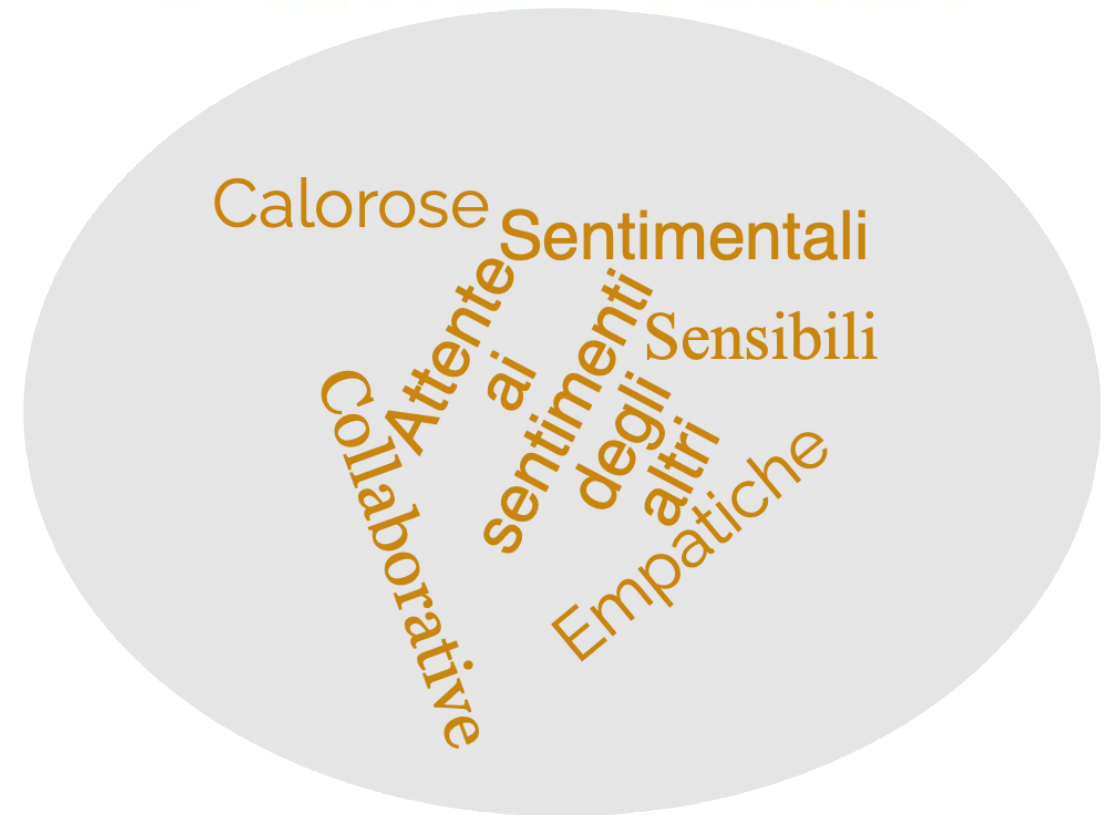 Calorose
Sentimentali
Attente
ai
sentimenti
degli
altri
Sensibili
Collaborative
Empatiche